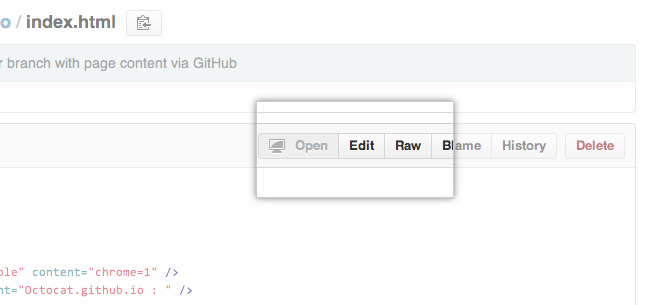 o / index.html
r branch with page content via GitHub
Open Edit Raw Blame History Delete
ble" content="chrome=1" />
nt="Octocat.github.io : " />